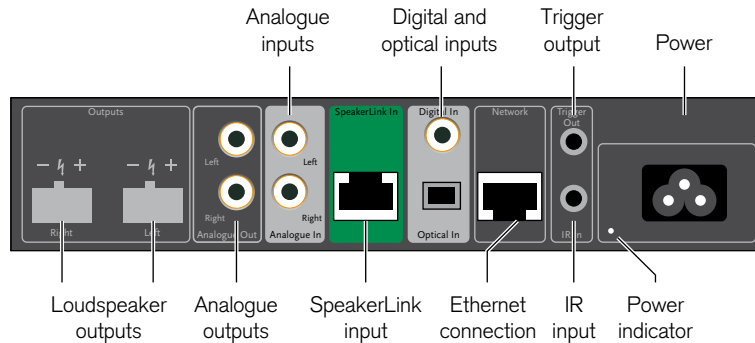 Analogue
inputs
Digital and
optical inputs
Trigger
output
Power
Outputs
SpeakerLink In
Digital In
Network
Trigger
Out
Left
Left
− + − +
Right
Right
Right
Left
Analogue Out
Analogue In
Optical In
IR In
Loudspeaker
outputs
Analogue
outputs
SpeakerLink
input
Ethernet
connection
IR
input
Power
indicator